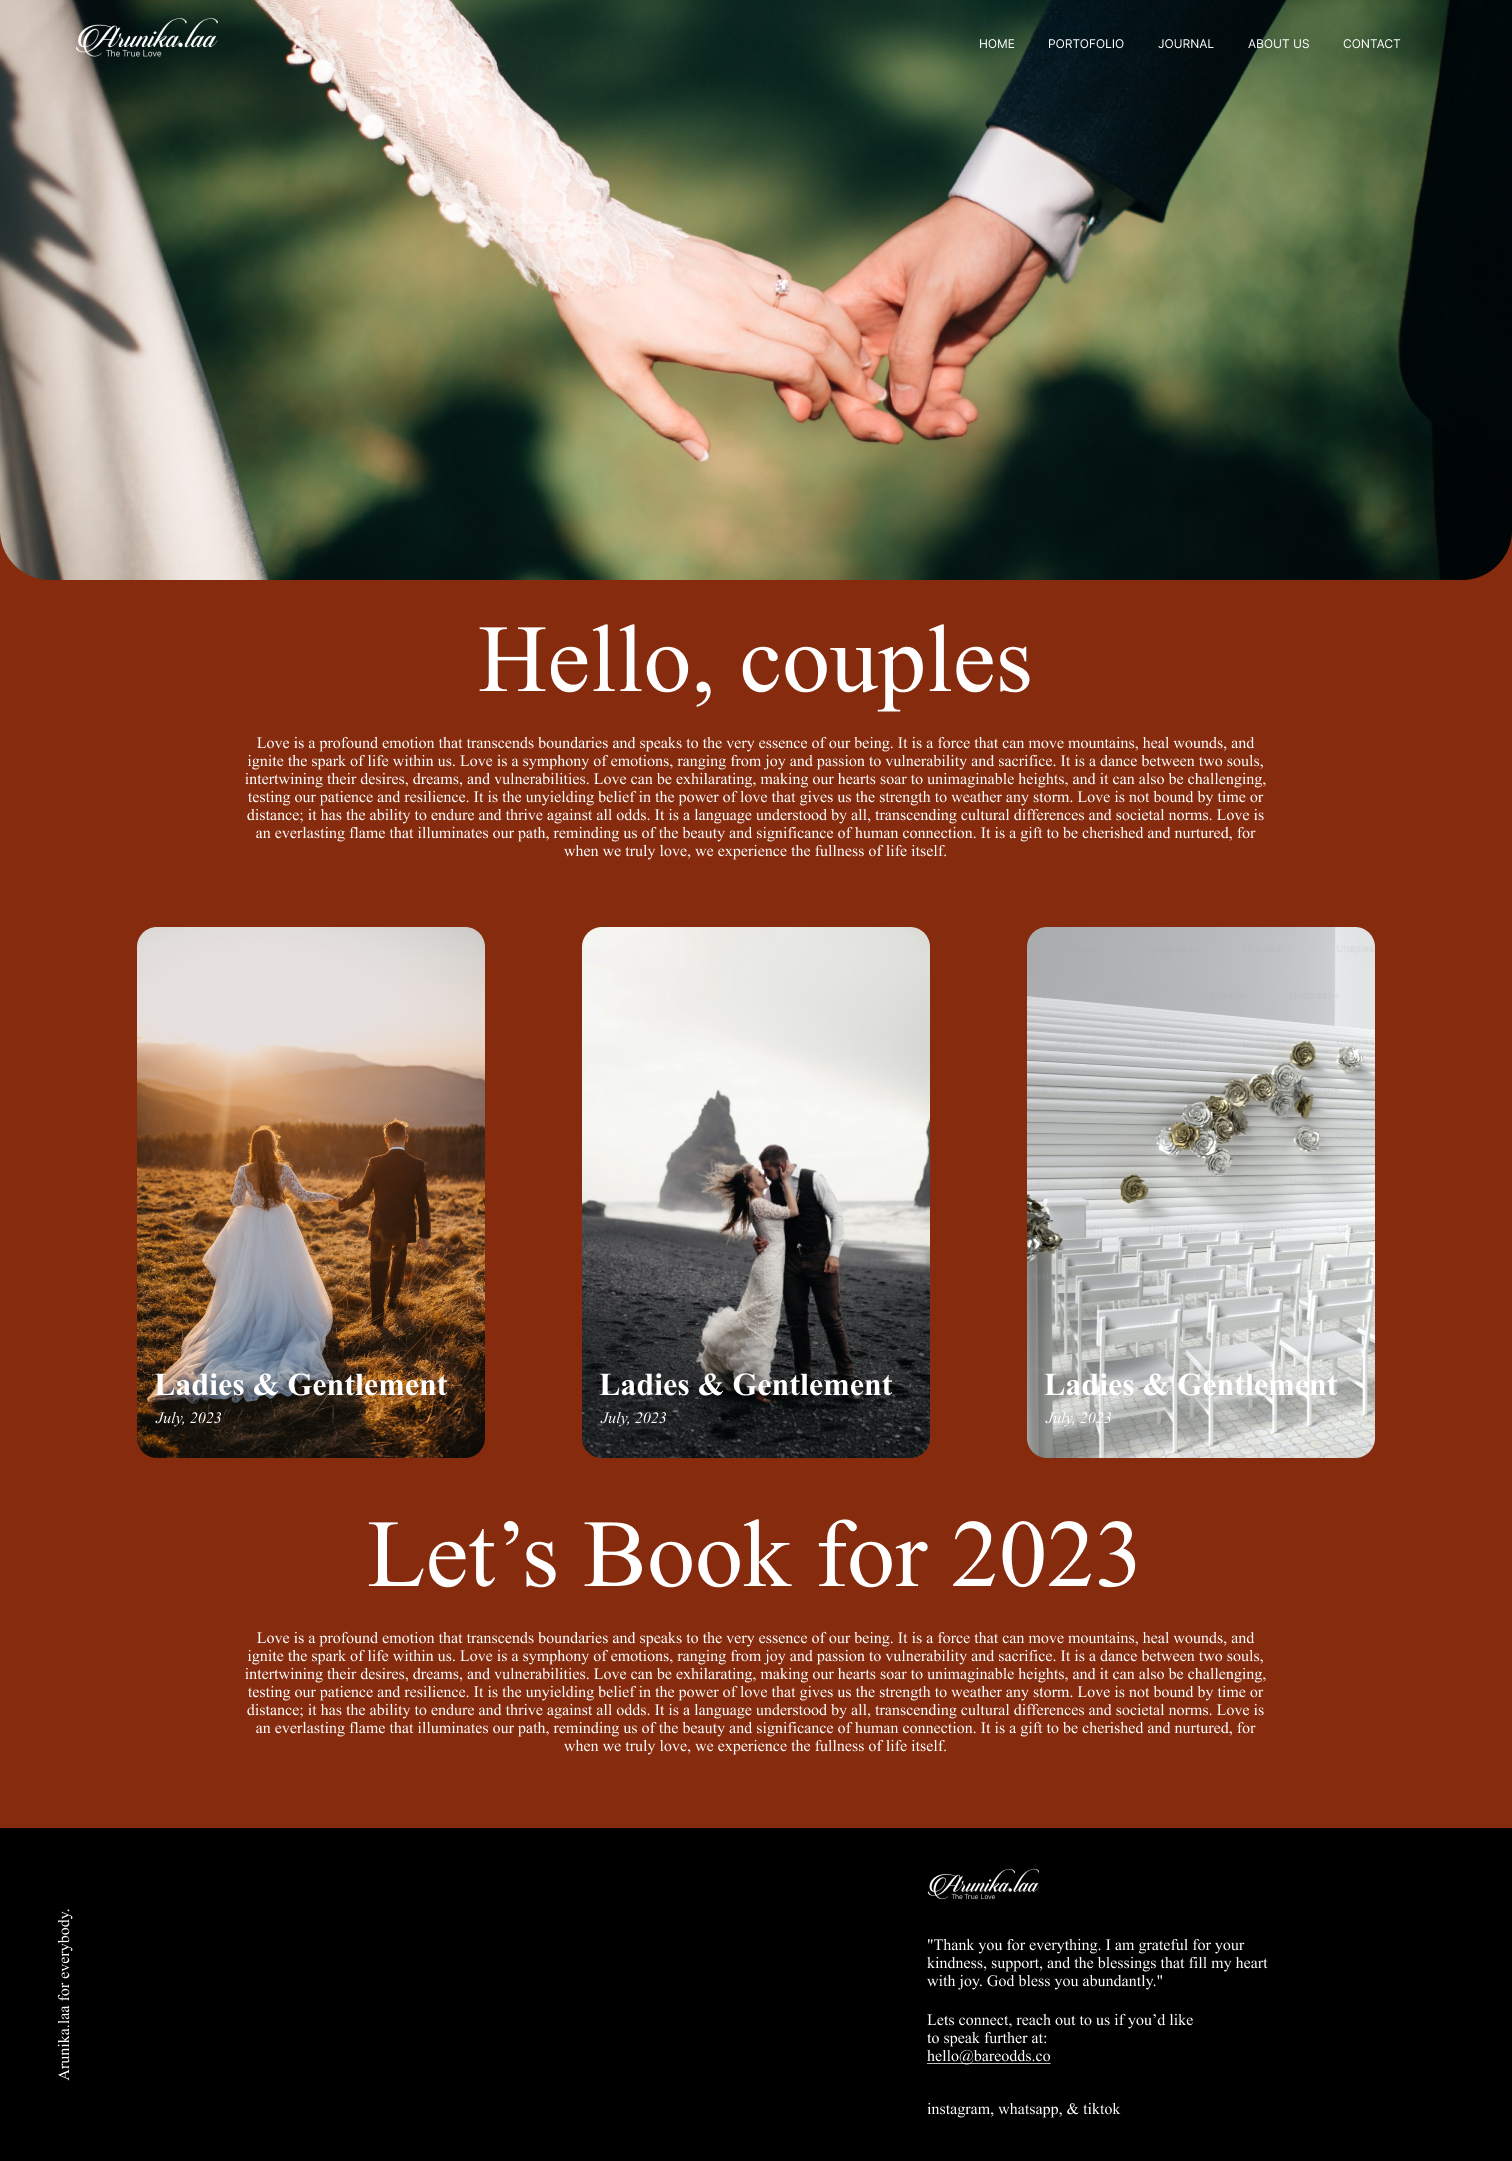 Arunika.laa
The True Love
HOME PORTOFOLIO JOURNAL ABOUT US CONTACT
Hello, couples
Love is a profound emotion that transcends boundaries and speaks to the very essence of our being. It is a force that can move mountains, heal wounds, and
ignite the spark of life within us. Love is a symphony of emotions, ranging from joy and passion to vulnerability and sacrifice. It is a dance between two souls,
intertwining their desires, dreams, and vulnerabilities. Love can be exhilarating, making our hearts soar to unimaginable heights, and it can also be challenging,
testing our patience and resilience. It is the unyielding belief in the power of love that gives us the strength to weather any storm. Love is not bound by time or
distance; it has the ability to endure and thrive against all odds. It is a language understood by all, transcending cultural differences and societal norms. Love is
an everlasting flame that illuminates our path, reminding us of the beauty and significance of human connection. It is a gift to be cherished and nurtured, for
when we truly love, we experience the fullness of life itself.
Ladies & Gentlement
July, 2023
Ladies & Gentlement
July, 2023
Ladies & Gentlement
July, 2023
Let’s Book for 2023
Love is a profound emotion that transcends boundaries and speaks to the very essence of our being. It is a force that can move mountains, heal wounds, and
ignite the spark of life within us. Love is a symphony of emotions, ranging from joy and passion to vulnerability and sacrifice. It is a dance between two souls,
intertwining their desires, dreams, and vulnerabilities. Love can be exhilarating, making our hearts soar to unimaginable heights, and it can also be challenging,
testing our patience and resilience. It is the unyielding belief in the power of love that gives us the strength to weather any storm. Love is not bound by time or
distance; it has the ability to endure and thrive against all odds. It is a language understood by all, transcending cultural differences and societal norms. Love is
an everlasting flame that illuminates our path, reminding us of the beauty and significance of human connection. It is a gift to be cherished and nurtured, for
when we truly love, we experience the fullness of life itself.
Arunika.laa for everybody.
Arunika.laa
The True Love
"Thank you for everything. I am grateful for your
kindness, support, and the blessings that fill my heart
with joy. God bless you abundantly."
Lets connect, reach out to us if you’d like
to speak further at:
hello@bareodds.co
instagram, whatsapp, & tiktok